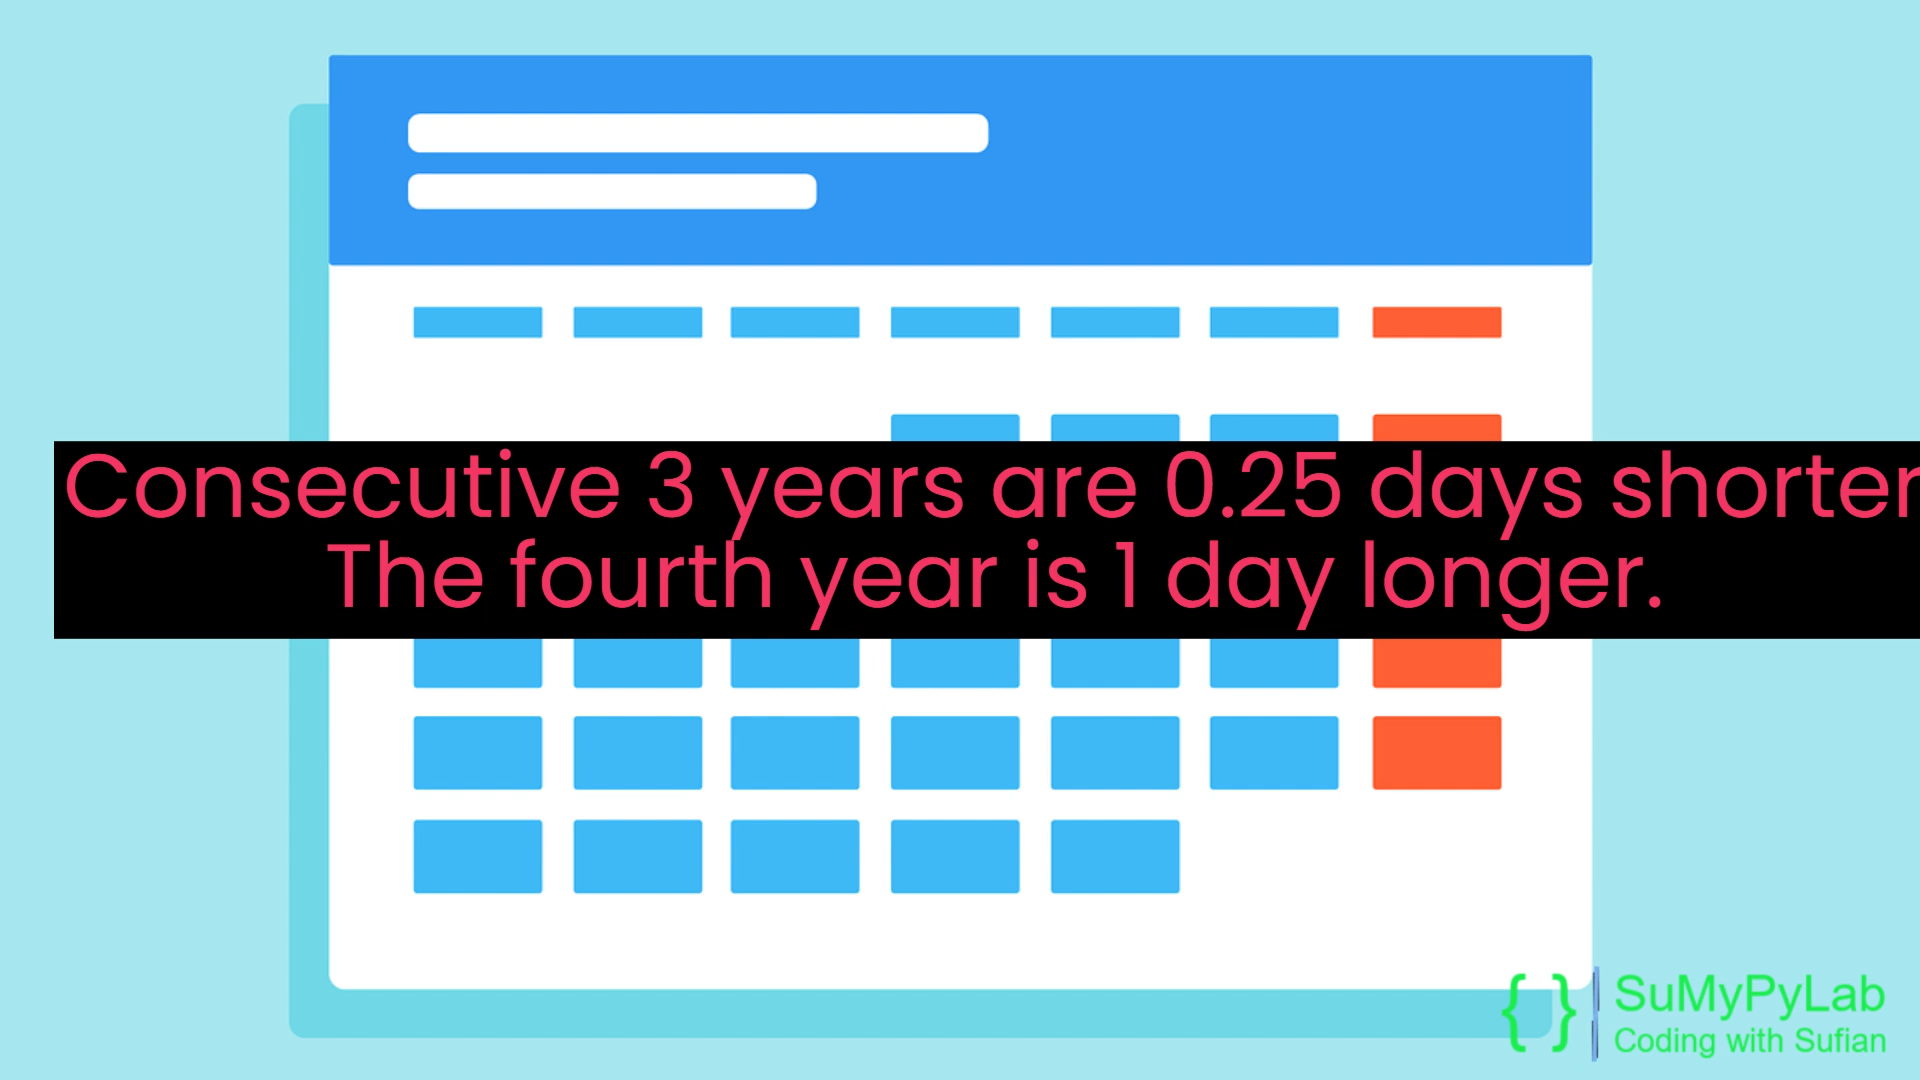 Consecutive 3 years are 0.25 days shorter
The fourth year is 1 day longer.
{ } SuMyPyLab
Coding with Sufian